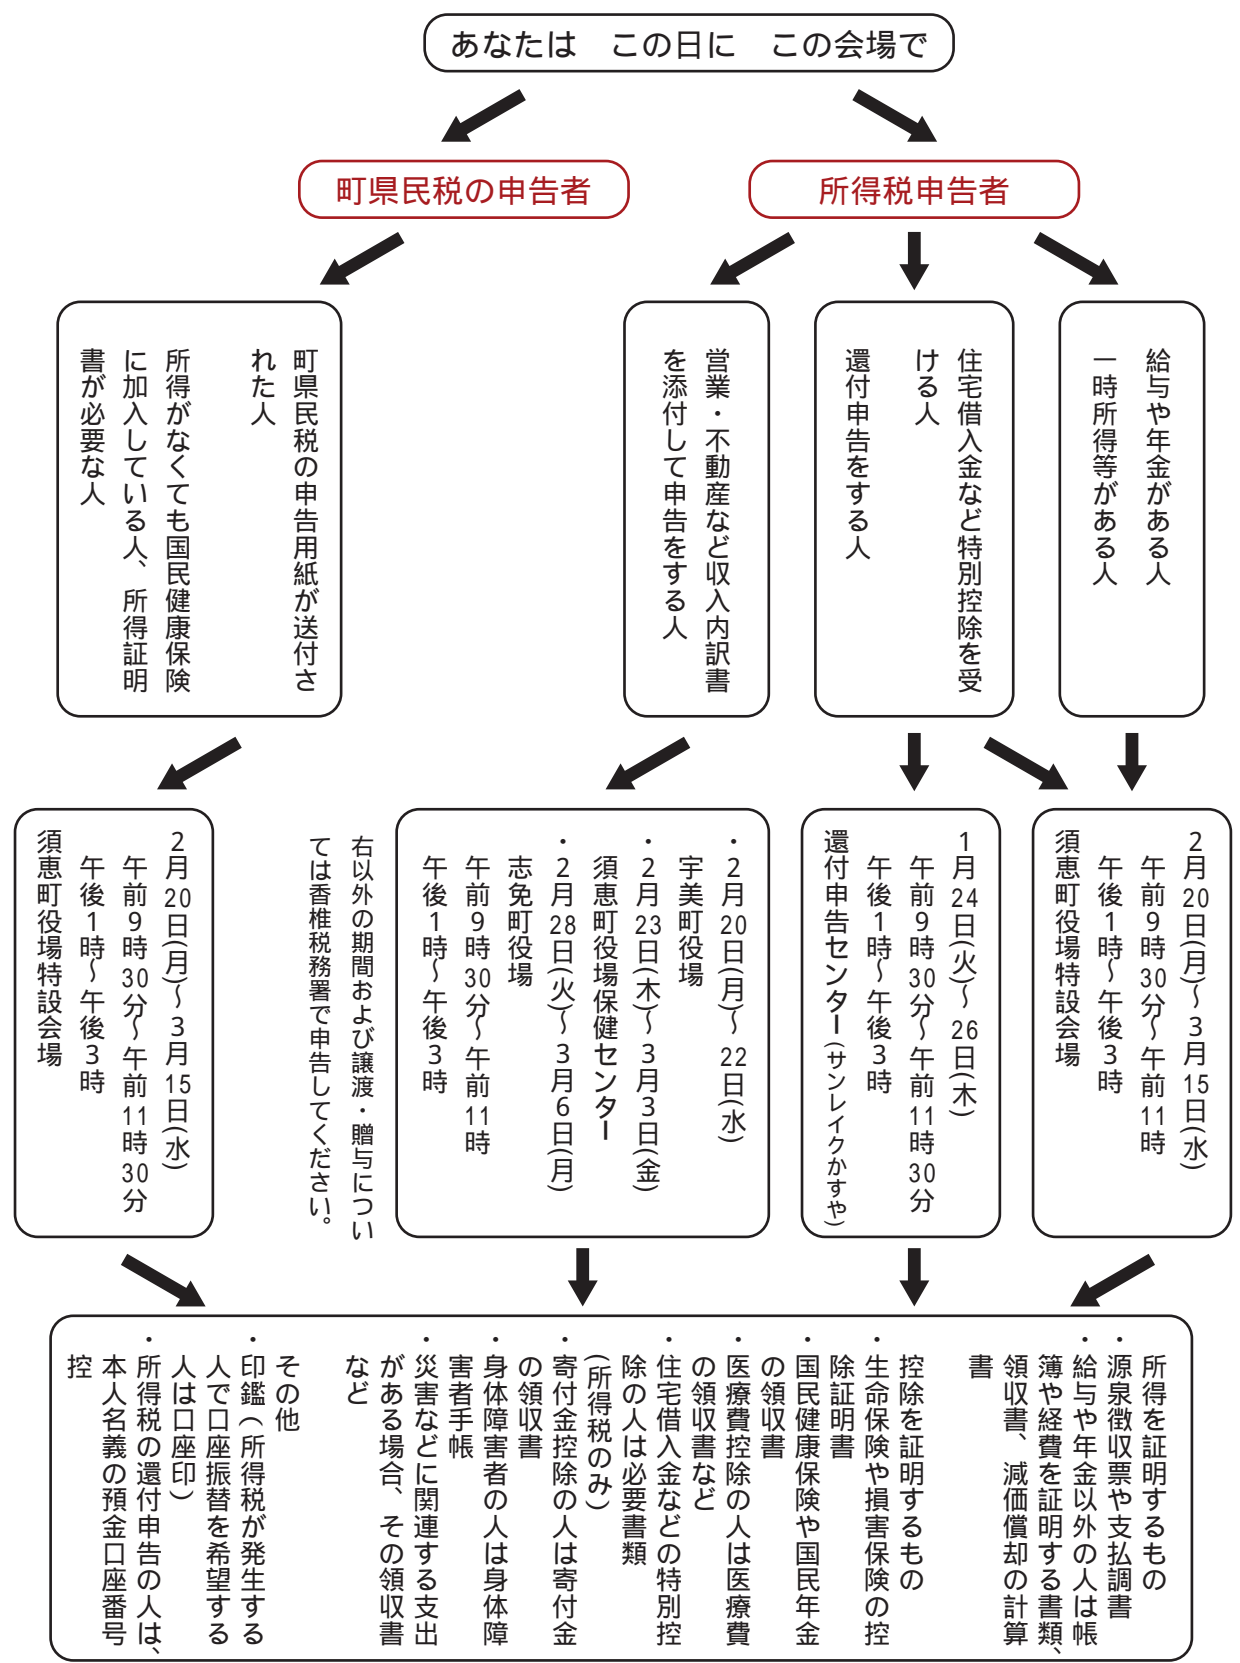 あなたは　この日に　この会場で
町県民税の申告者
所得税申告者
給与や年金がある人
一時所得等がある人
住宅借入金など特別控除を受
ける人
還付申告をする人
営業・不動産など収入内訳書
を添付して申告をする人
町県民税の申告用紙が送付さ
れた人
所得がなくても国民健康保険
に加入している人、所得証明
書が必要な人
2月20日(月)〜3月15日(水)
午前9時30分〜午前11時
午後1時〜午後3時
須恵町役場特設会場
1月24日(火)〜26日(木)
午前9時30分〜午前11時30分
午後1時〜午後3時
還付申告センター(サンレイクかすや)
・2月20日(月)〜22日(水)
宇美町役場
・2月23日(木)〜3月3日(金)
須恵町役場保健センター
・2月28日(火)〜3月6日(月)
志免町役場
午前9時30分〜午前11時
午後1時〜午後3時
右以外の期間および譲渡・贈与につい
ては香椎税務署で申告してください。
2月20日(月)〜3月15日(水)
午前9時30分〜午前11時30分
午後1時〜午後3時
須恵町役場特設会場
所得を証明するもの
・源泉徴収票や支払調書
・給与や年金以外の人は帳
簿や経費を証明する書類、
領収書、減価償却の計算
書
控除を証明するもの
・生命保険や損害保険の控
除証明書
・国民健康保険や国民年金
の領収書
・医療費控除の人は医療費
の領収書など
・住宅借入金などの特別控
除の人は必要書類
(所得税のみ)
・寄付金控除の人は寄付金
の領収書
・身体障害者の人は身体障
害者手帳
・災害などに関連する支出
がある場合、その領収書
など
その他
・印鑑(所得税が発生する
人で口座振替を希望する
人は口座印)
・所得税の還付申告の人は、
本人名義の預金口座番号
控